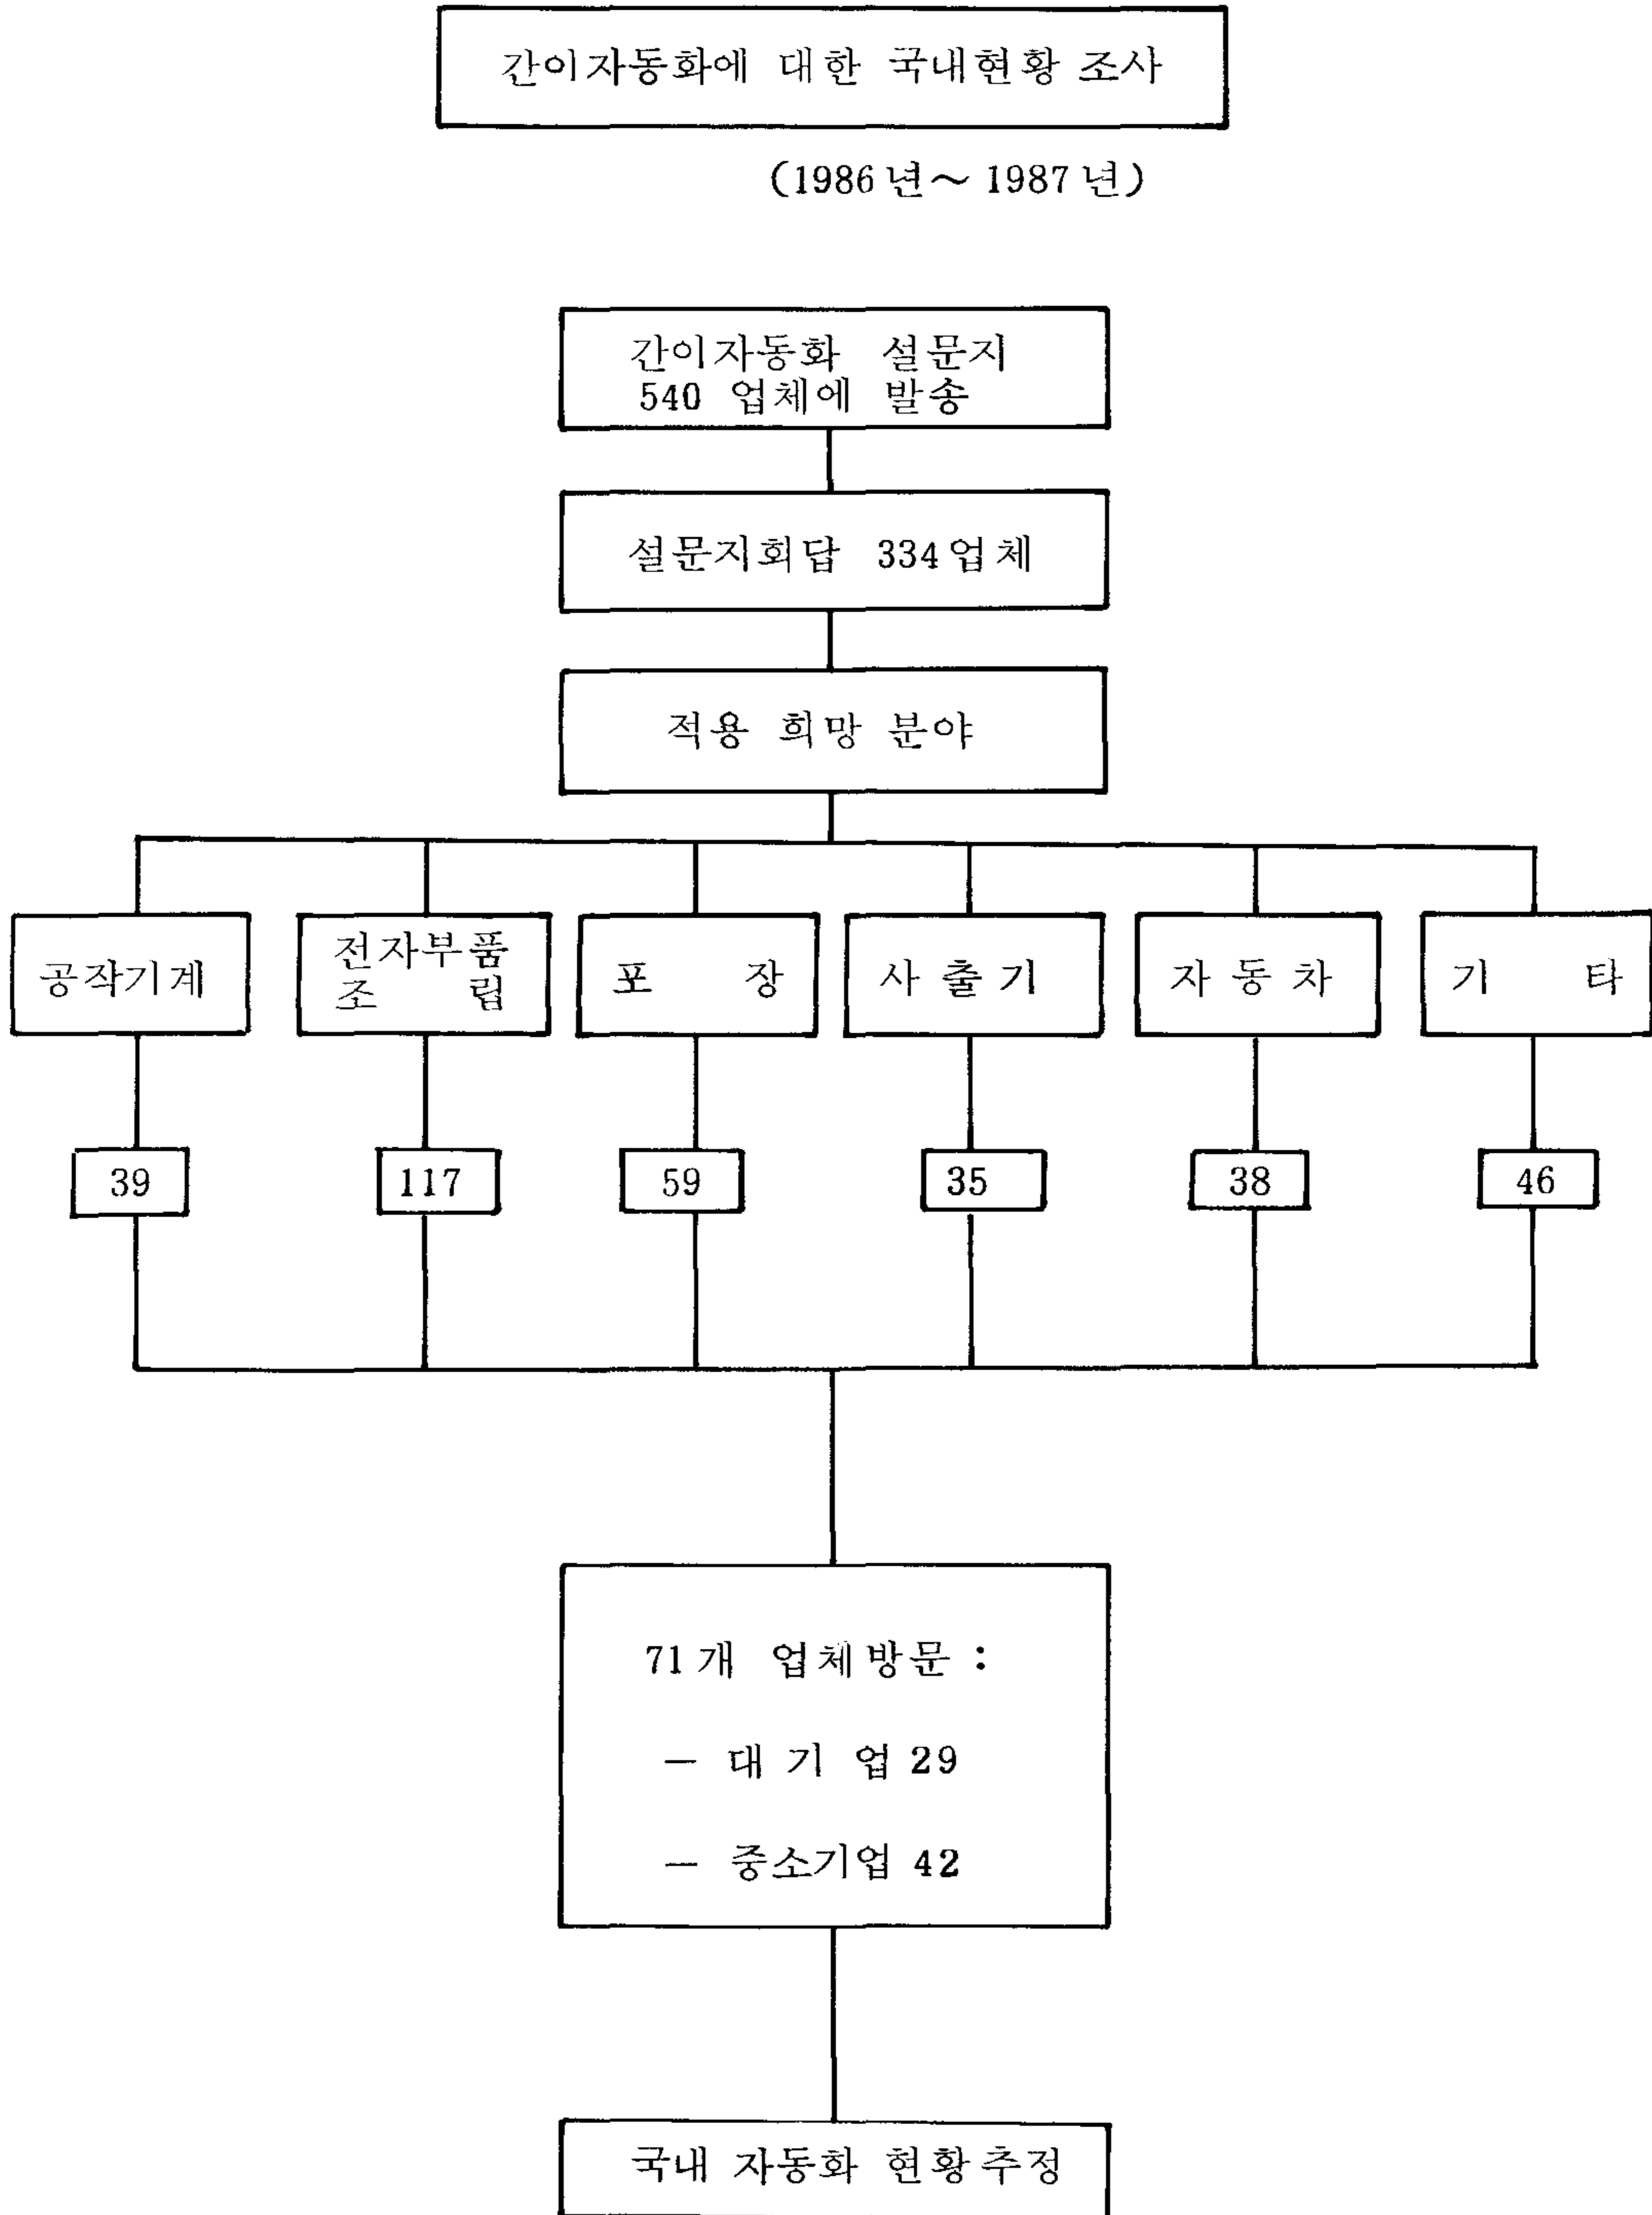 간이자동화에 대한 국내현황 조사
(1986년~1987년)
간이자동화 설문지
540 업체에 발송
설문지회답 334업체
적용 희망 분야
공작기계
전자부품
조 립
포 장
사출기
자동차
기 타
39
117
59
35
38
46
71개 업체방문 :
— 대 기 업 29
— 중소기업 42
국내 자동화 현황추정